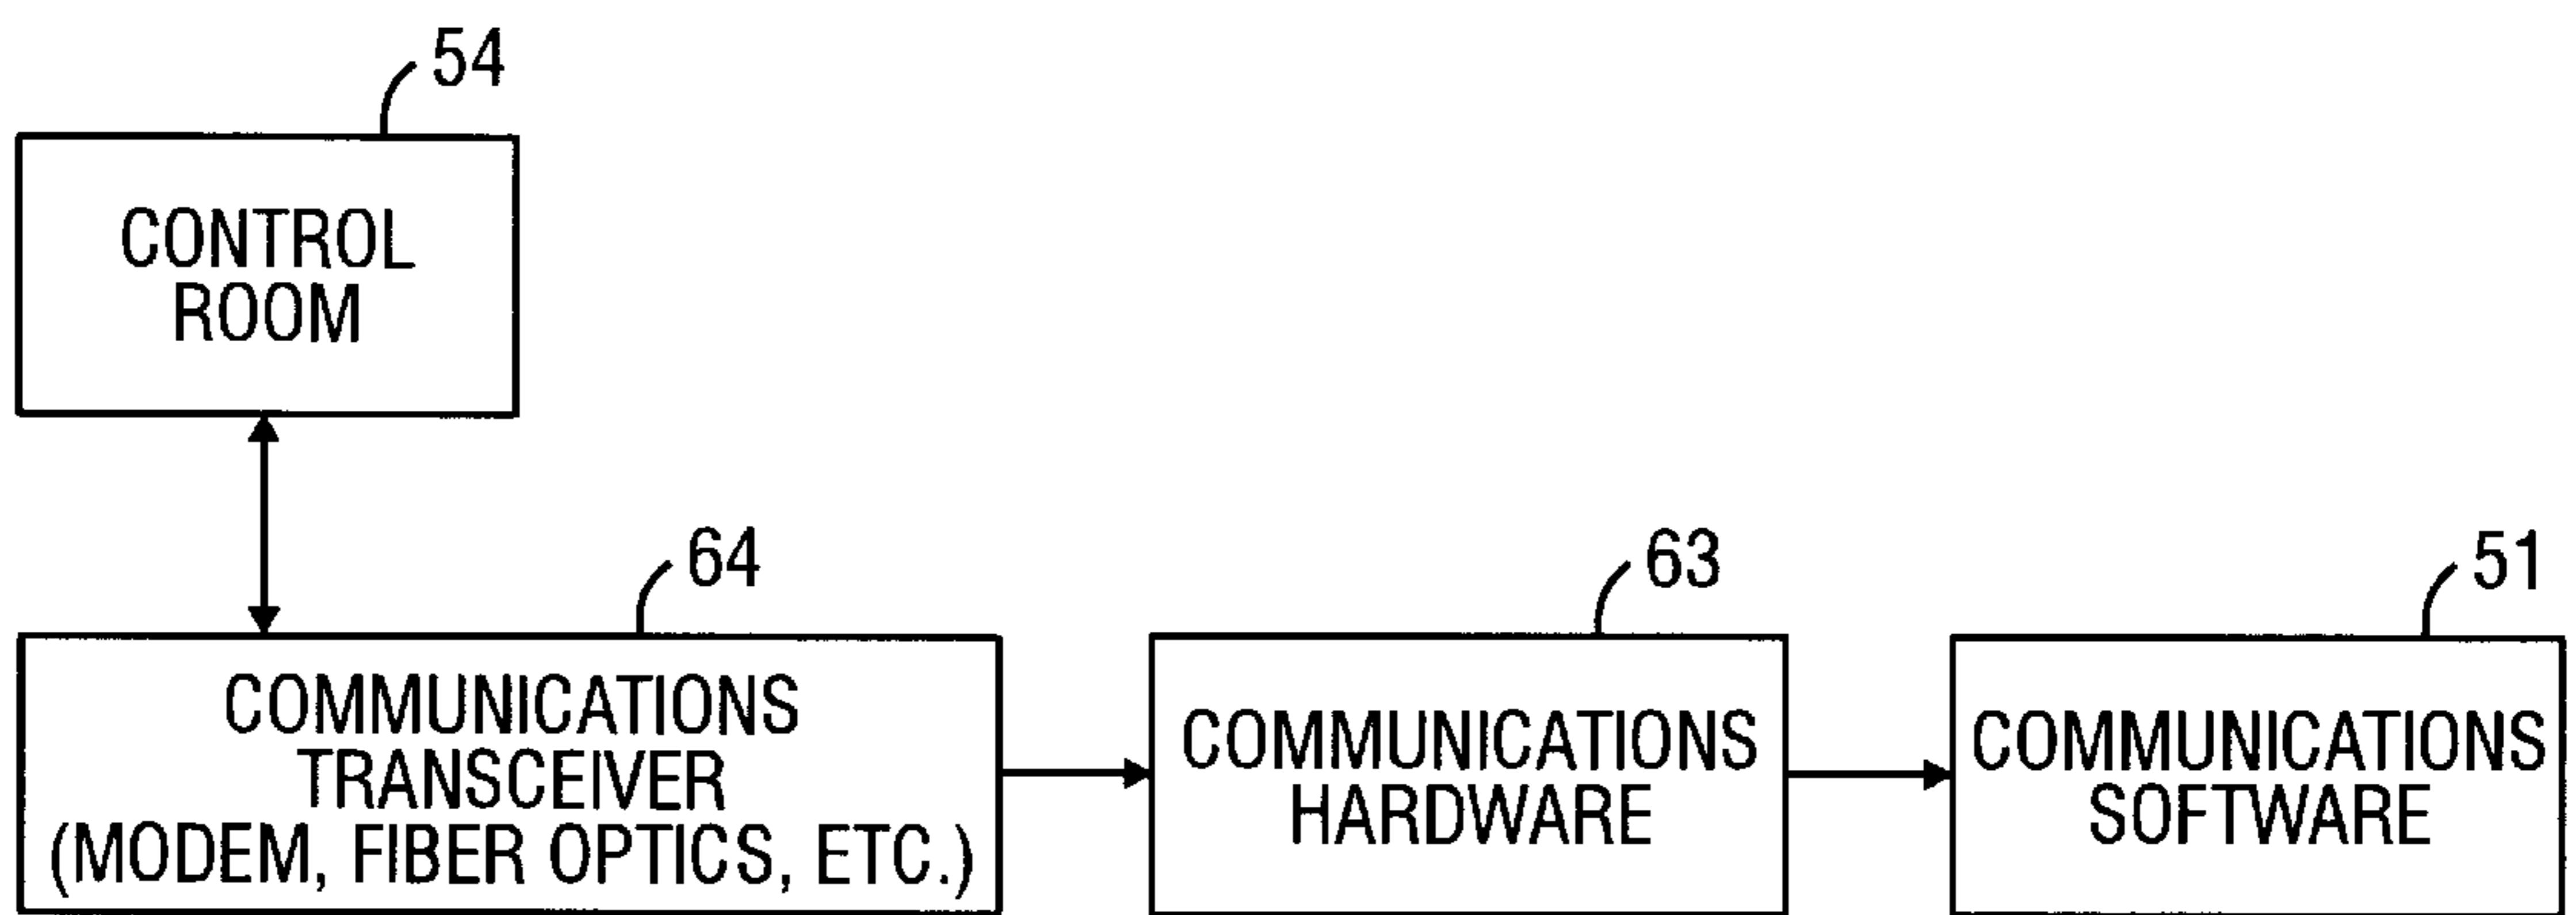 54
CONTROL
ROOM
64
63
51
COMMUNICATIONS
TRANSCEIVER
(MODEM, FIBER OPTICS, ETC.)
COMMUNICATIONS
HARDWARE
COMMUNICATIONS
SOFTWARE